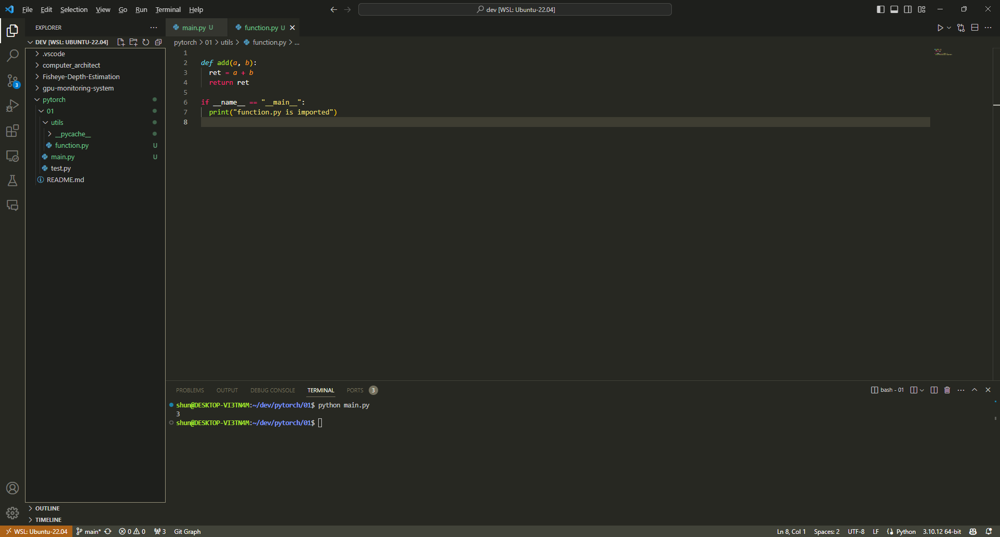 File Edit Selection View Go Run Terminal Help
dev [WSL: Ubuntu-22.04]
EXPLORER
DEV [WSL: UBUNTU-22.04]
.vscode
computer_architect
Fisheye-Depth-Estimation
gpu-monitoring-system
pytorch
01
utils
__pycache__
function.py U
main.py U
test.py
README.md
OUTLINE
TIMELINE
3
main.py U function.py U
pytorch > 01 > utils > function.py > ...
1
2 def add(a, b):
3 ret = a + b
4 return ret
5
6 if __name__ == "__main__":
7 print("function.py is imported")
8
PROBLEMS OUTPUT DEBUG CONSOLE TERMINAL PORTS 3
bash - 01
shun@DESKTOP-VI3TN4M:~/dev/pytorch/01$ python main.py
3
shun@DESKTOP-VI3TN4M:~/dev/pytorch/01$
WSL: Ubuntu-22.04 main* 0 0 3 Git Graph
Ln 8, Col 1 Spaces: 2 UTF-8 LF Python 3.10.12 64-bit